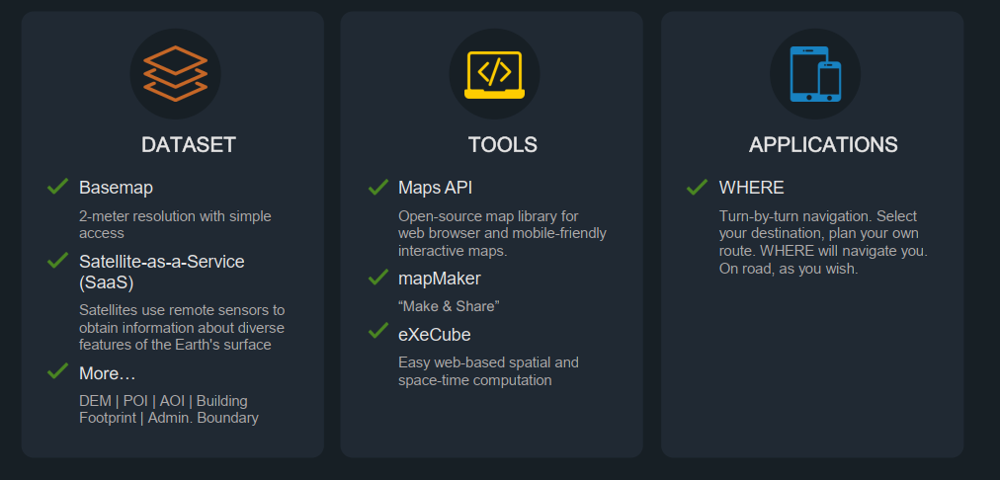 DATASET
Basemap
2-meter resolution with simple
access
Satellite-as-a-Service
(SaaS)
Satellites use remote sensors to
obtain information about diverse
features of the Earth's surface
More…
DEM | POI | AOI | Building
Footprint | Admin. Boundary
TOOLS
Maps API
Open-source map library for
web browser and mobile-friendly
interactive maps.
mapMaker
“Make & Share”
eXeCube
Easy web-based spatial and
space-time computation
APPLICATIONS
WHERE
Turn-by-turn navigation. Select
your destination, plan your own
route. WHERE will navigate you.
On road, as you wish.